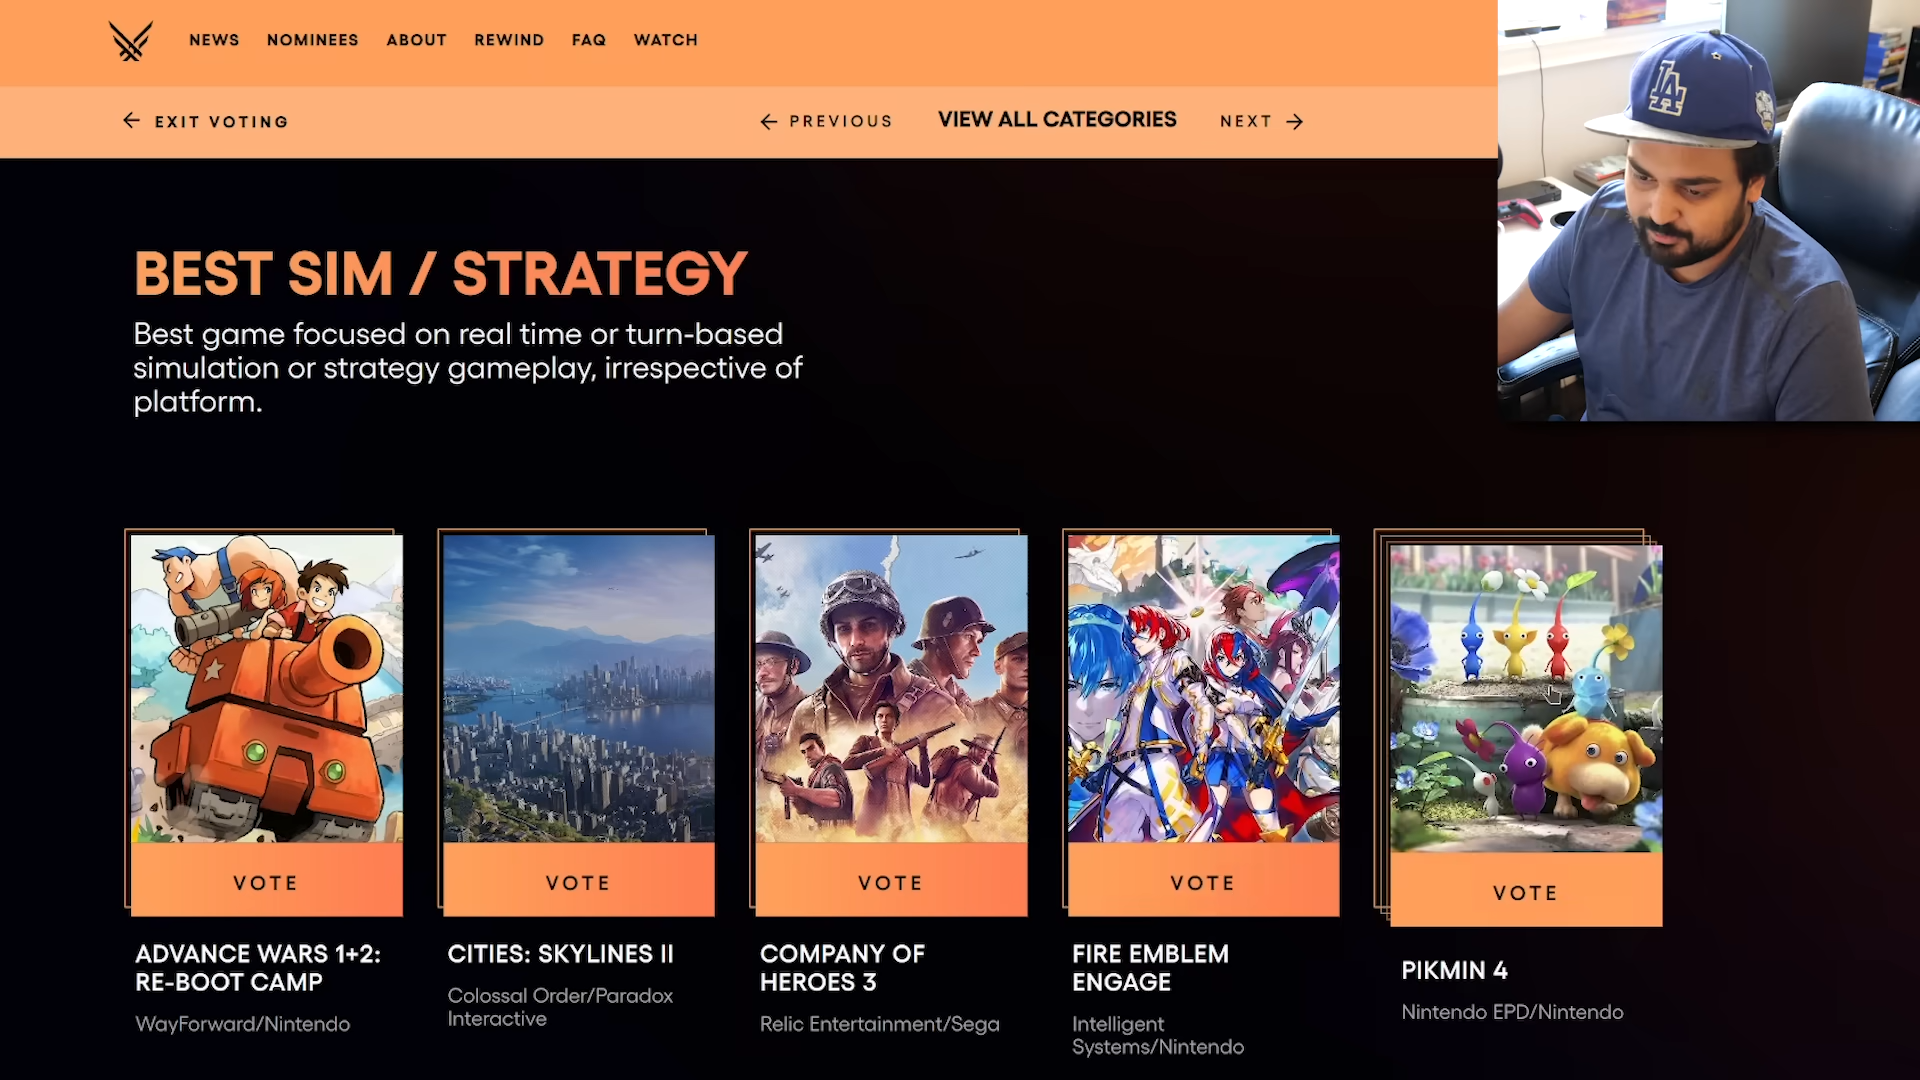 NEWS NOMINEES ABOUT REWIND FAQ WATCH
← EXIT VOTING
← PREVIOUS VIEW ALL CATEGORIES NEXT →
LA
BEST SIM / STRATEGY
Best game focused on real time or turn-based
simulation or strategy gameplay, irrespective of
platform.
VOTE
VOTE
VOTE
VOTE
VOTE
ADVANCE WARS 1+2:
RE-BOOT CAMP
WayForward/Nintendo
CITIES: SKYLINES II
Colossal Order/Paradox
Interactive
COMPANY OF
HEROES 3
Relic Entertainment/Sega
FIRE EMBLEM
ENGAGE
Intelligent
Systems/Nintendo
PIKMIN 4
Nintendo EPD/Nintendo